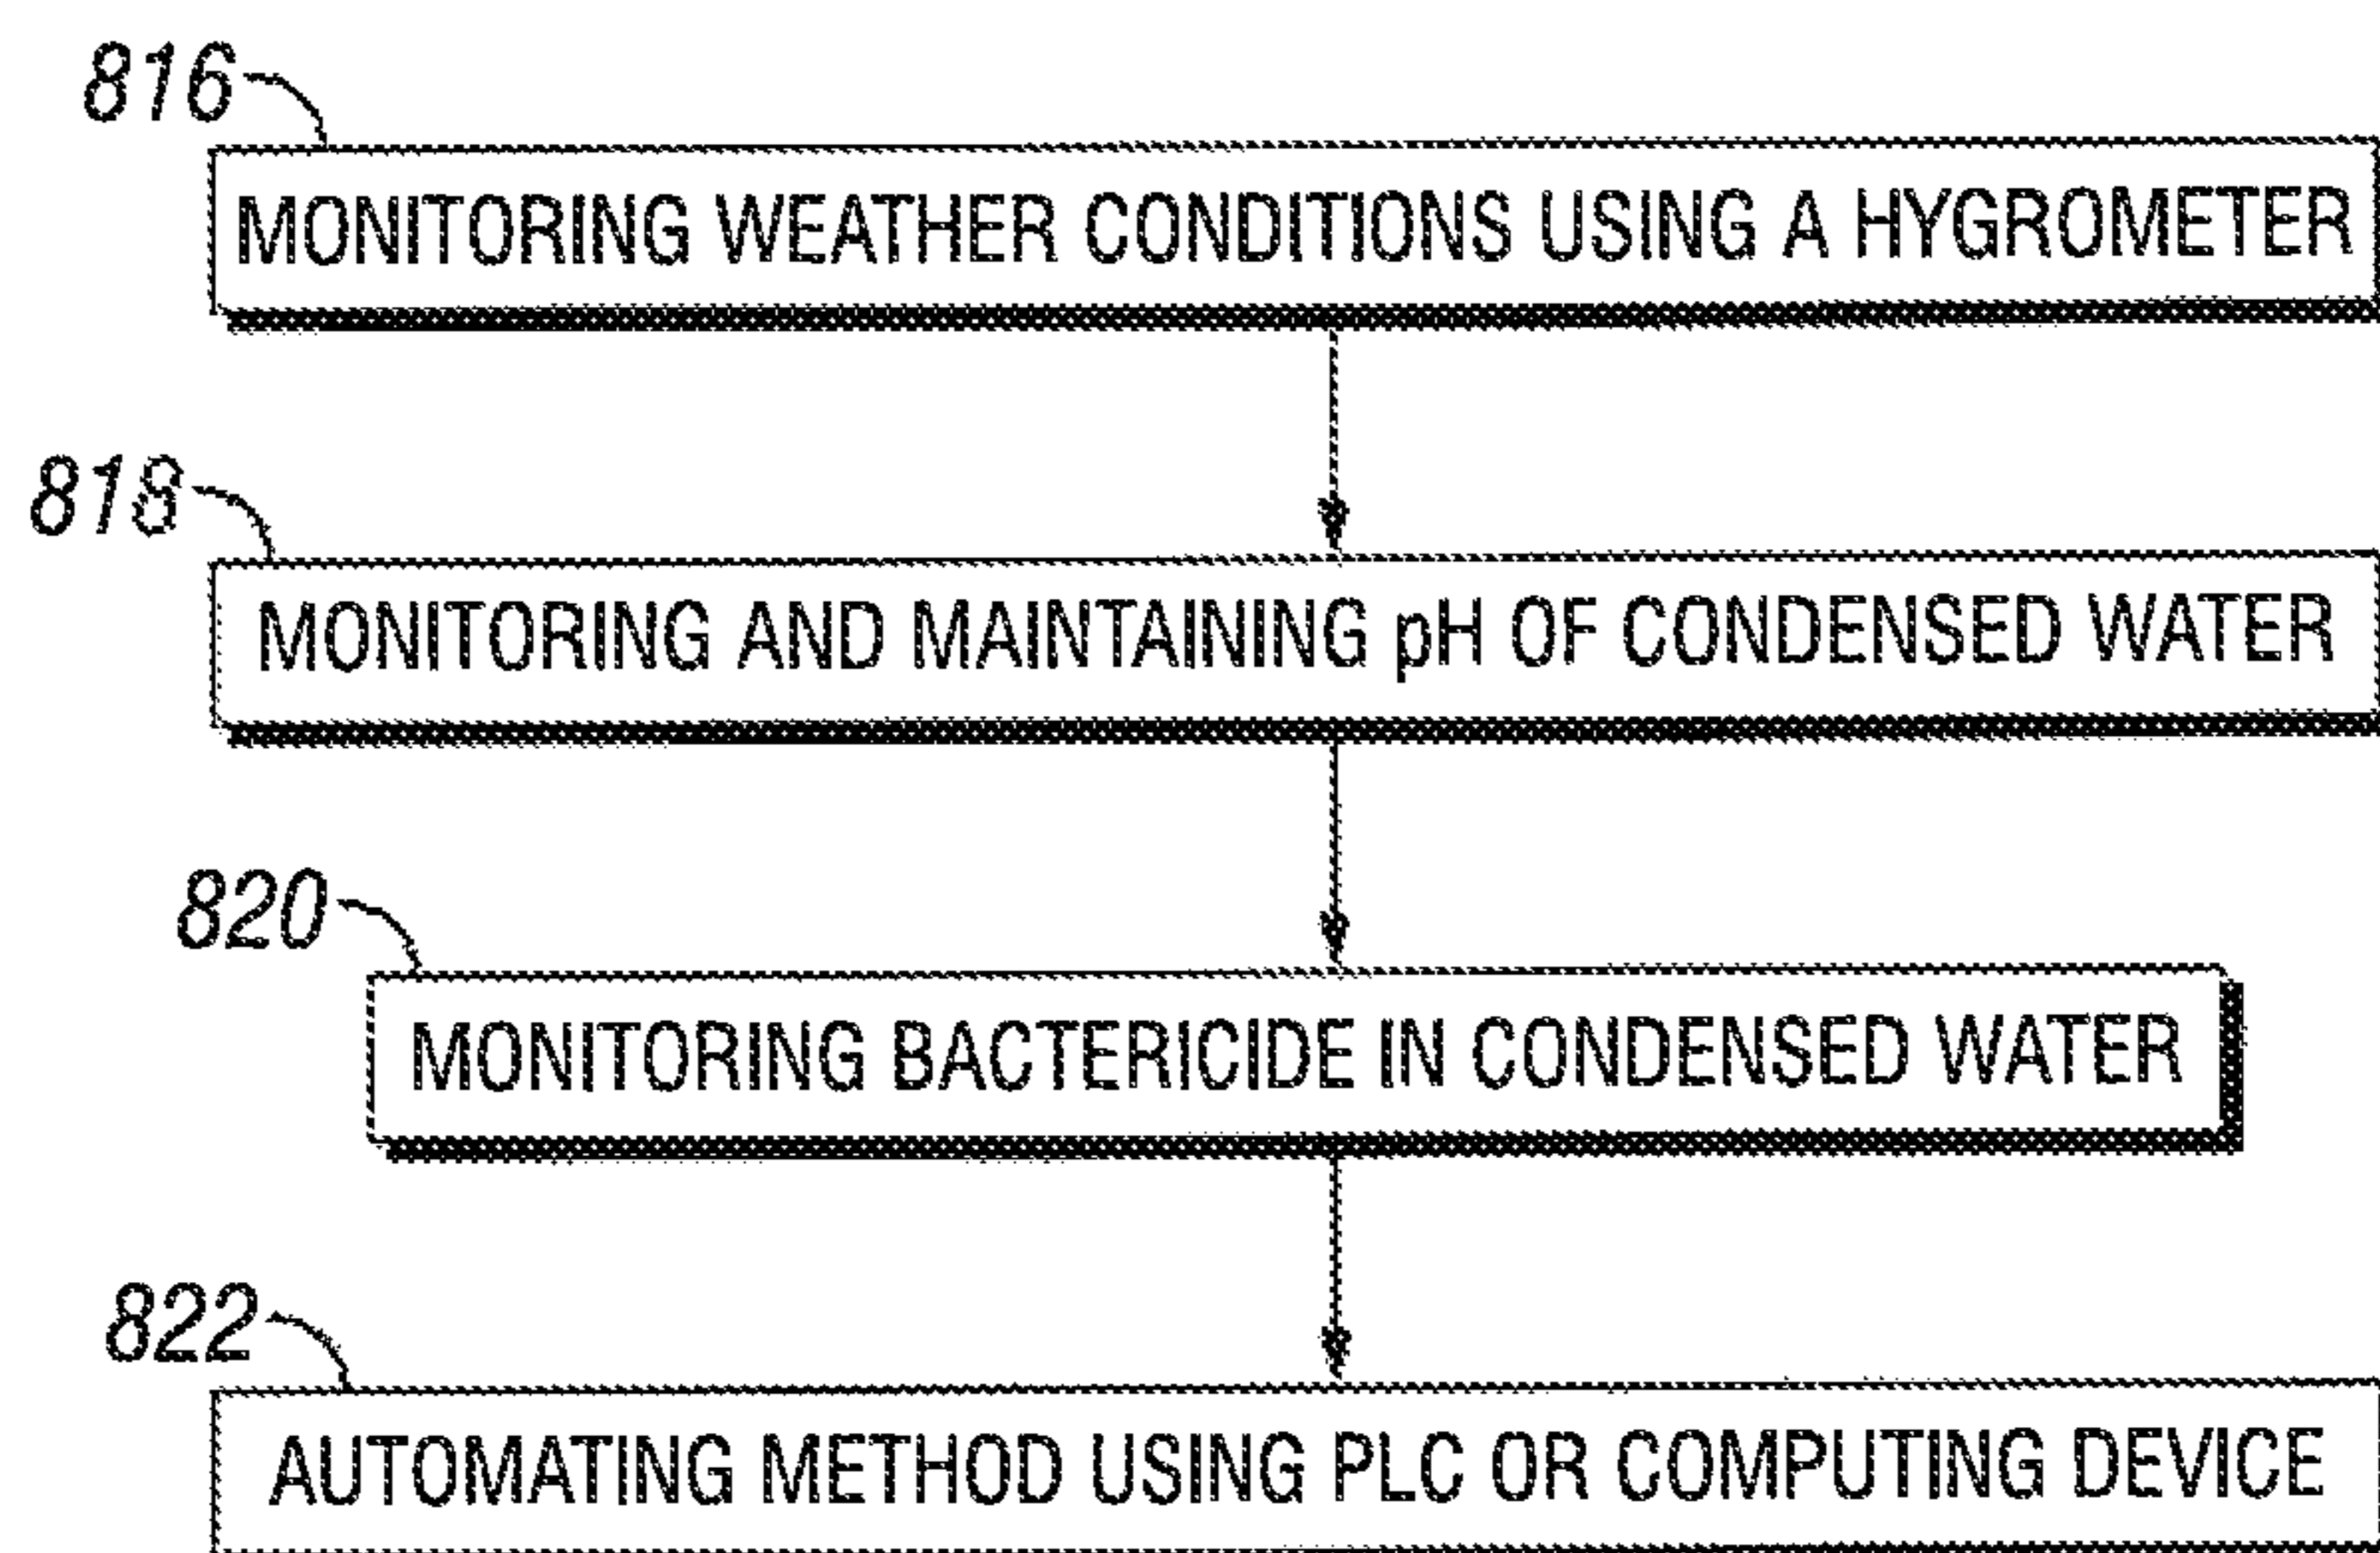 816
MONITORING WEATHER CONDITIONS USING A HYGROMETER
818
MONITORING AND MAINTAINING pH OF CONDENSED WATER
820
MONITORING BACTERICIDE IN CONDENSED WATER
822
AUTOMATING METHOD USING PLC OR COMPUTING DEVICE